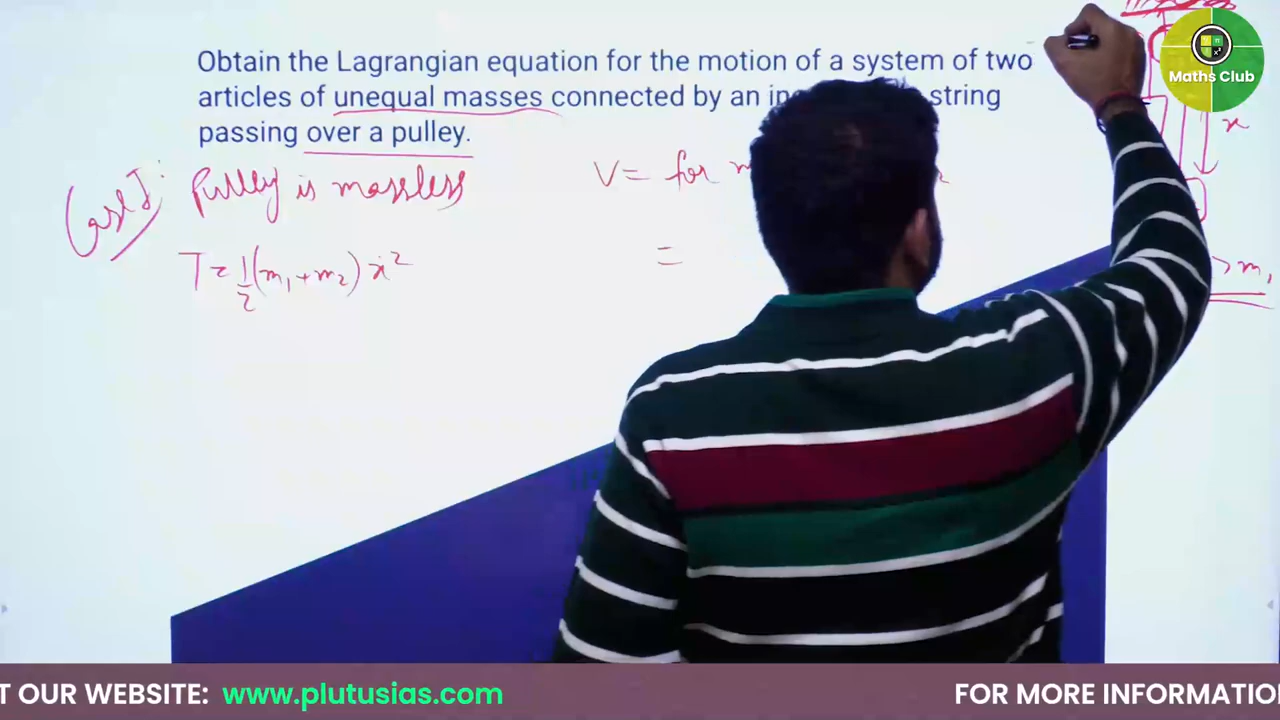 Obtain the Lagrangian equation for the motion of a system of two
articles of unequal masses connected by an string
passing over a pulley.
Case I: Pulley is massless
V = for
x
T = 1/2 (m₁ + m₂) ẋ²
=
> m₁
Maths Club
T OUR WEBSITE: www.plutusias.com
FOR MORE INFORMATIO